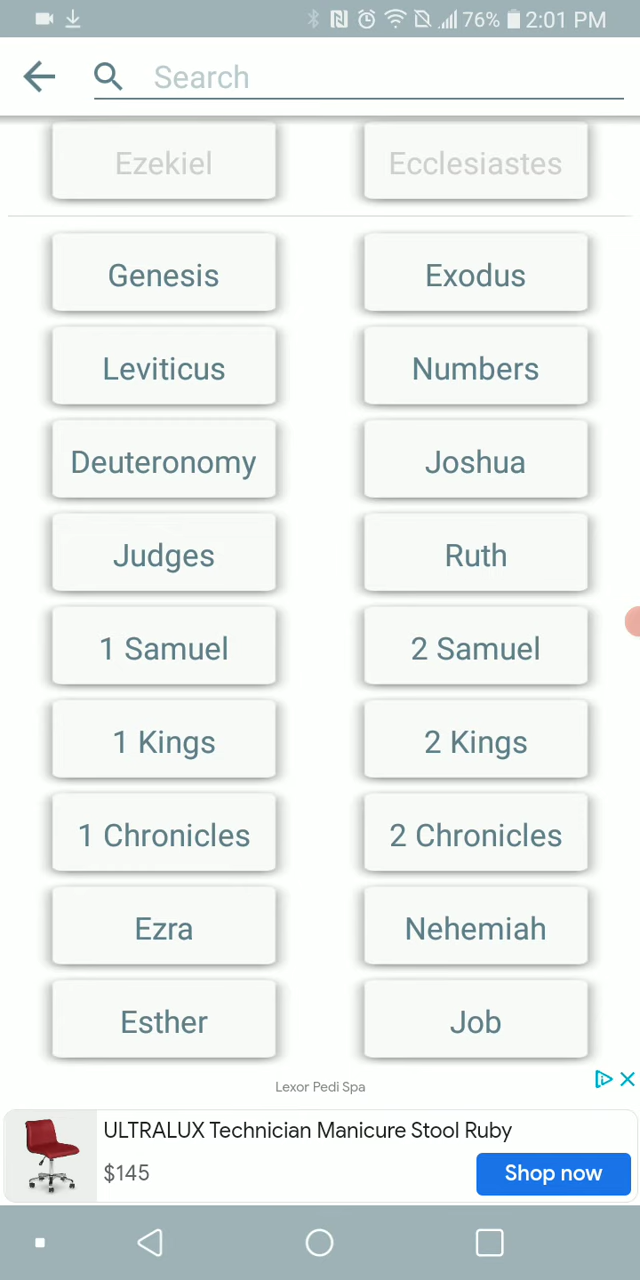 76% 2:01 PM
Search
Ezekiel Ecclesiastes
Genesis Exodus
Leviticus Numbers
Deuteronomy Joshua
Judges Ruth
1 Samuel 2 Samuel
1 Kings 2 Kings
1 Chronicles 2 Chronicles
Ezra Nehemiah
Esther Job
Lexor Pedi Spa
ULTRALUX Technician Manicure Stool Ruby
$145 Shop now